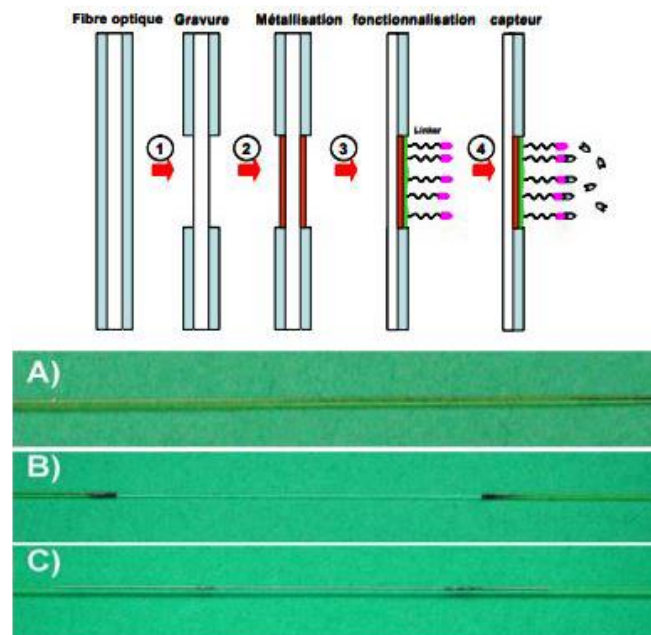 Fibre optique Gravure Métallisation fonctionnalisation capteur
Linker
1 2 3 4
A)
B)
C)